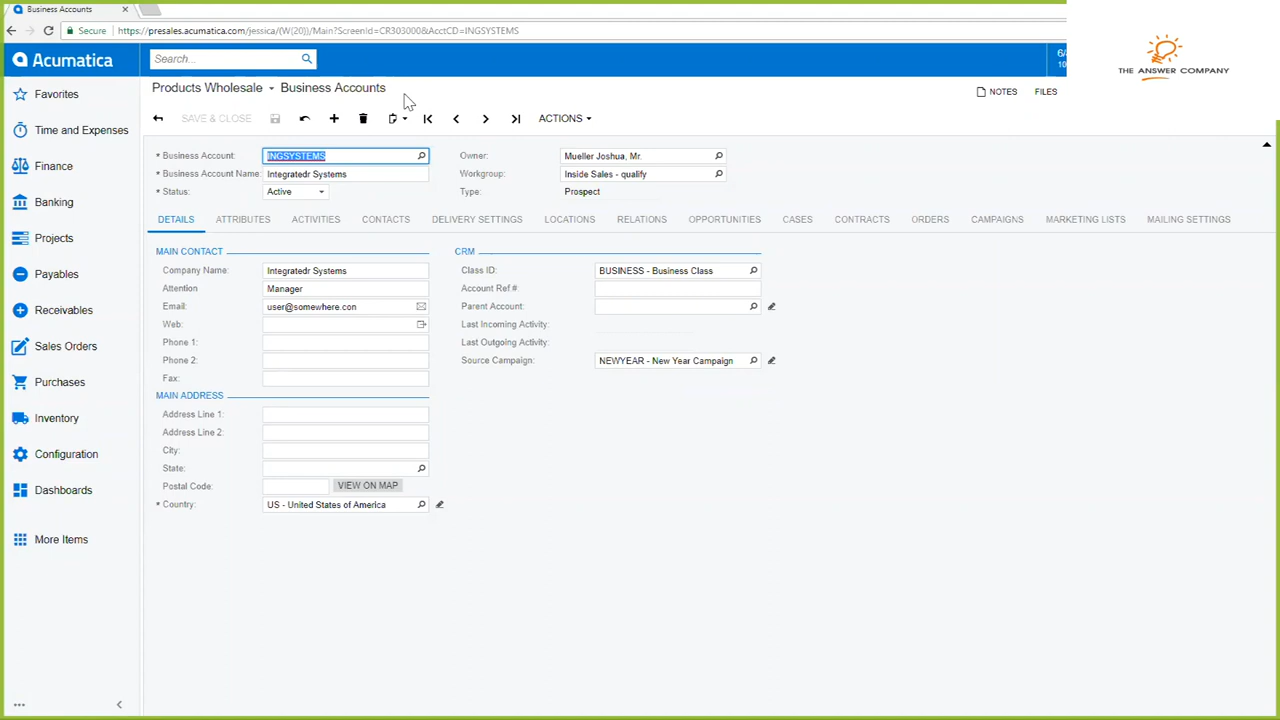 Business Accounts
Secure https://presales.acumatica.com/jessica/(W(20))/Main?ScreenId=CR303000&AcctCD=INGSYSTEMS
Acumatica
Search...
6/
10
THE ANSWER COMPANY
Favorites
Time and Expenses
Finance
Banking
Projects
Payables
Receivables
Sales Orders
Purchases
Inventory
Configuration
Dashboards
More Items
Products Wholesale Business Accounts
NOTES FILES
SAVE & CLOSE ACTIONS
* Business Account: INGSYSTEMS Owner: Mueller Joshua, Mr.
* Business Account Name: Integratedr Systems Workgroup: Inside Sales - qualify
* Status: Active Type: Prospect
DETAILS ATTRIBUTES ACTIVITIES CONTACTS DELIVERY SETTINGS LOCATIONS RELATIONS OPPORTUNITIES CASES CONTRACTS ORDERS CAMPAIGNS MARKETING LISTS MAILING SETTINGS
MAIN CONTACT CRM
Company Name: Integratedr Systems Class ID: BUSINESS - Business Class
Attention Manager Account Ref #:
Email: user@somewhere.con Parent Account:
Web: Last Incoming Activity:
Phone 1: Last Outgoing Activity:
Phone 2: Source Campaign: NEWYEAR - New Year Campaign
Fax:
MAIN ADDRESS
Address Line 1:
Address Line 2:
City:
State:
Postal Code: VIEW ON MAP
* Country: US - United States of America